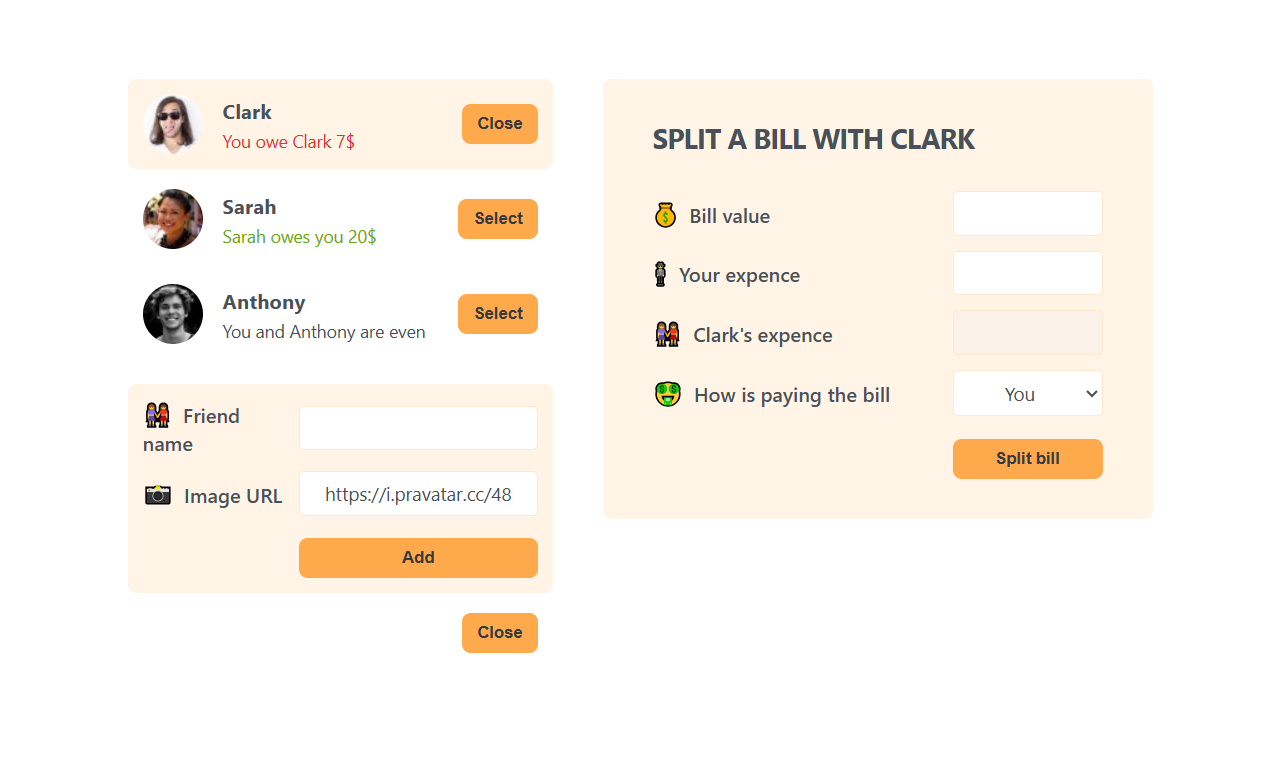 Clark
You owe Clark 7$
Close
Sarah
Sarah owes you 20$
Select
Anthony
You and Anthony are even
Select
Friend
name
Image URL
https://i.pravatar.cc/48
Add
Close
SPLIT A BILL WITH CLARK
Bill value
Your expence
Clark's expence
How is paying the bill
You
Split bill